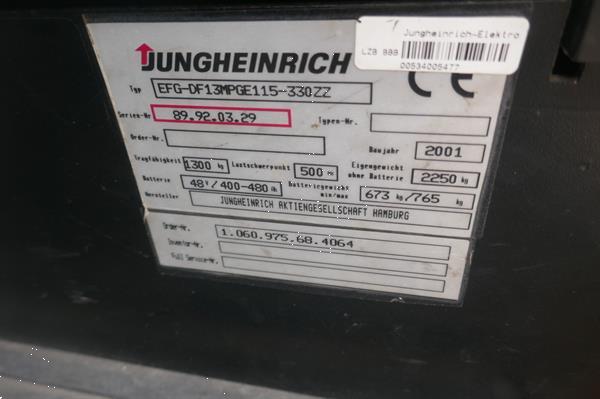 Jungheinrich-Elektro
LZB BBB
00534005477
JUNGHEINRICH
CE
Typ EFG-DF13MPGE115-330ZZ
Serien-Nr 89.92.03.29 Typen-Nr.
Order-Nr. Baujahr 2001
Tragfähigkeit 1300 kg Lastschwerpunkt 500 mm Eigengewicht ohne Batterie 2250 kg
Batterie 48 V/400-480 Ah Batteriegewicht min/max 673 kg/765 kg
Hersteller JUNGHEINRICH AKTIENGESELLSCHAFT HAMBURG
Order-Nr. 1.060.975.68.4064
Inventar-Nr.
Full Service-Nr.